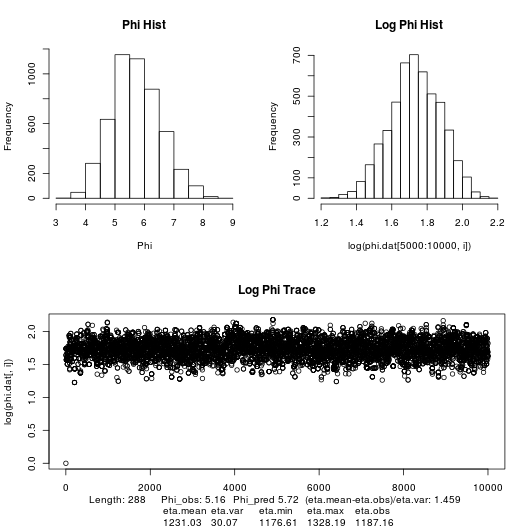 Phi Hist
Log Phi Hist
Frequency
0
200
600
1000
3 4 5 6 7 8 9
Phi
Frequency
0
100
300
500
700
1.2 1.4 1.6 1.8 2.0 2.2
log(phi.dat[5000:10000, i])
Log Phi Trace
log(phi.dat[, i])
0.0 0.5 1.0 1.5 2.0
0 2000 4000 6000 8000 10000
Length: 288 Phi_obs: 5.16 Phi_pred 5.72 (eta.mean-eta.obs)/eta.var: 1.459
eta.mean eta.var eta.min eta.max eta.obs
1231.03 30.07 1176.61 1328.19 1187.16